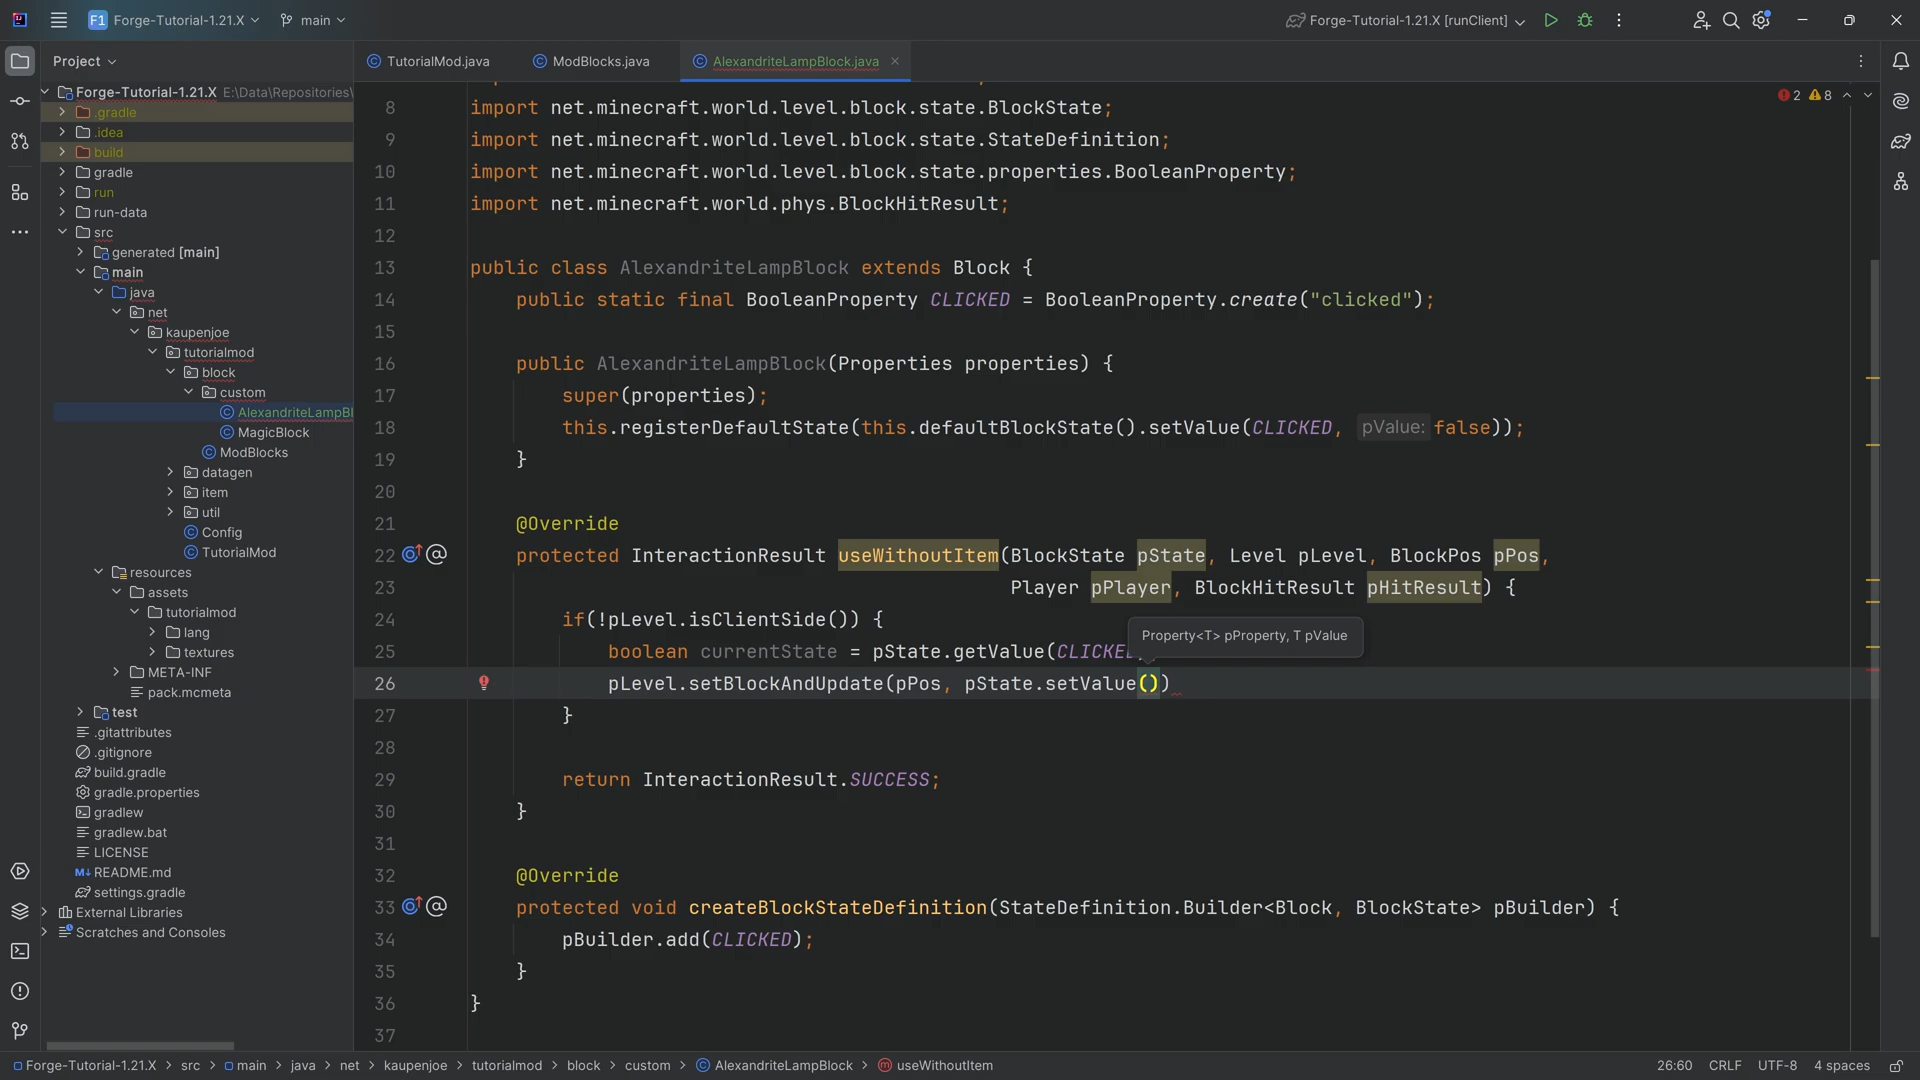 F1 Forge-Tutorial-1.21.X main Forge-Tutorial-1.21.X [runClient]
Project TutorialMod.java ModBlocks.java AlexandriteLampBlock.java
Forge-Tutorial-1.21.X E:\Data\Repositories\
.gradle
.idea
build
gradle
run
run-data
src
generated [main]
main
java
net
kaupenjoe
tutorialmod
block
custom
AlexandriteLampBl
MagicBlock
ModBlocks
datagen
item
util
Config
TutorialMod
resources
assets
tutorialmod
lang
textures
META-INF
pack.mcmeta
test
.gitattributes
.gitignore
build.gradle
gradle.properties
gradlew
gradlew.bat
LICENSE
M↓ README.md
settings.gradle
External Libraries
Scratches and Consoles
2 8
8 import net.minecraft.world.level.block.state.BlockState;
9 import net.minecraft.world.level.block.state.StateDefinition;
10 import net.minecraft.world.level.block.state.properties.BooleanProperty;
11 import net.minecraft.world.phys.BlockHitResult;
12
13 public class AlexandriteLampBlock extends Block {
14 public static final BooleanProperty CLICKED = BooleanProperty.create("clicked");
15
16 public AlexandriteLampBlock(Properties properties) {
17 super(properties);
18 this.registerDefaultState(this.defaultBlockState().setValue(CLICKED, pValue: false));
19 }
20
21 @Override
22 protected InteractionResult useWithoutItem(BlockState pState, Level pLevel, BlockPos pPos,
23 Player pPlayer, BlockHitResult pHitResult) {
24 if(!pLevel.isClientSide()) {
Property<T> pProperty, T pValue
25 boolean currentState = pState.getValue(CLICKED
26 pLevel.setBlockAndUpdate(pPos, pState.setValue())
27 }
28
29 return InteractionResult.SUCCESS;
30 }
31
32 @Override
33 protected void createBlockStateDefinition(StateDefinition.Builder<Block, BlockState> pBuilder) {
34 pBuilder.add(CLICKED);
35 }
36 }
37
Forge-Tutorial-1.21.X > src > main > java > net > kaupenjoe > tutorialmod > block > custom > AlexandriteLampBlock > useWithoutItem 26:60 CRLF UTF-8 4 spaces